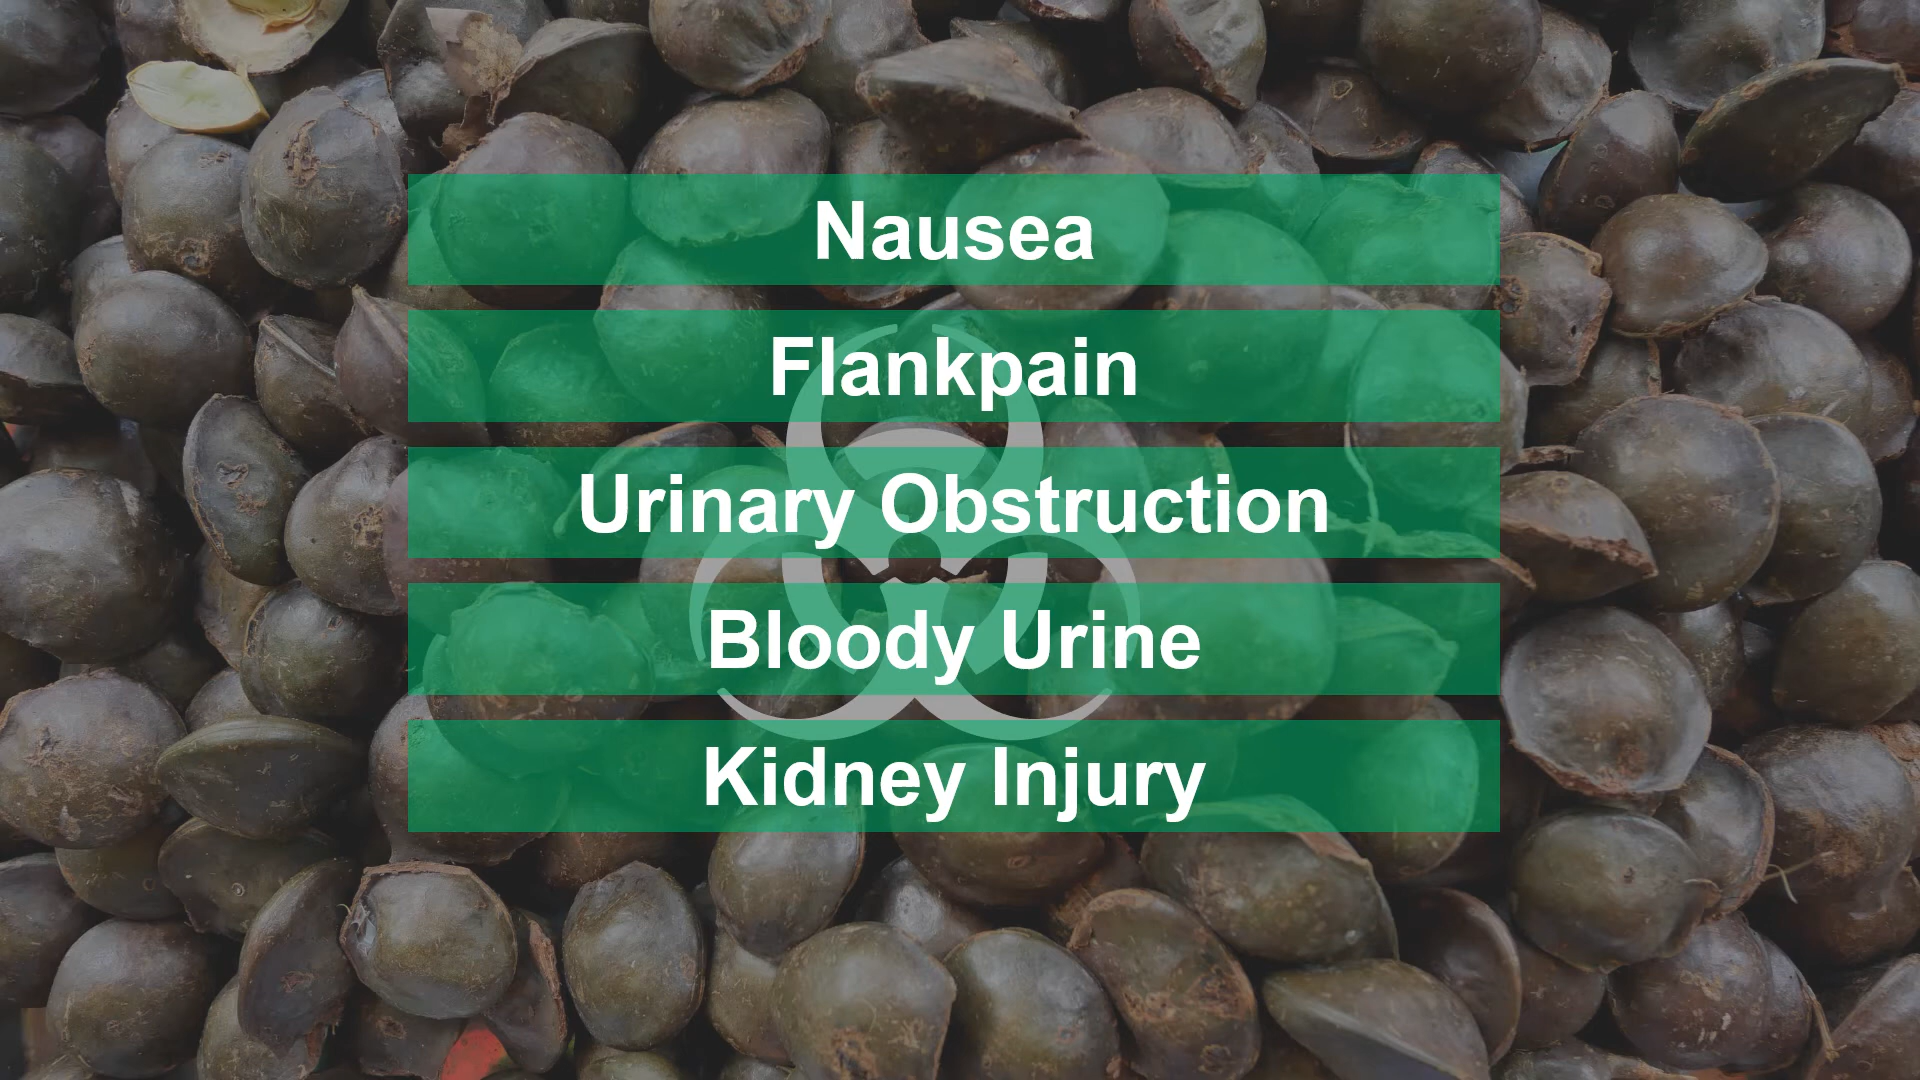 Nausea
Flankpain
Urinary Obstruction
Bloody Urine
Kidney Injury